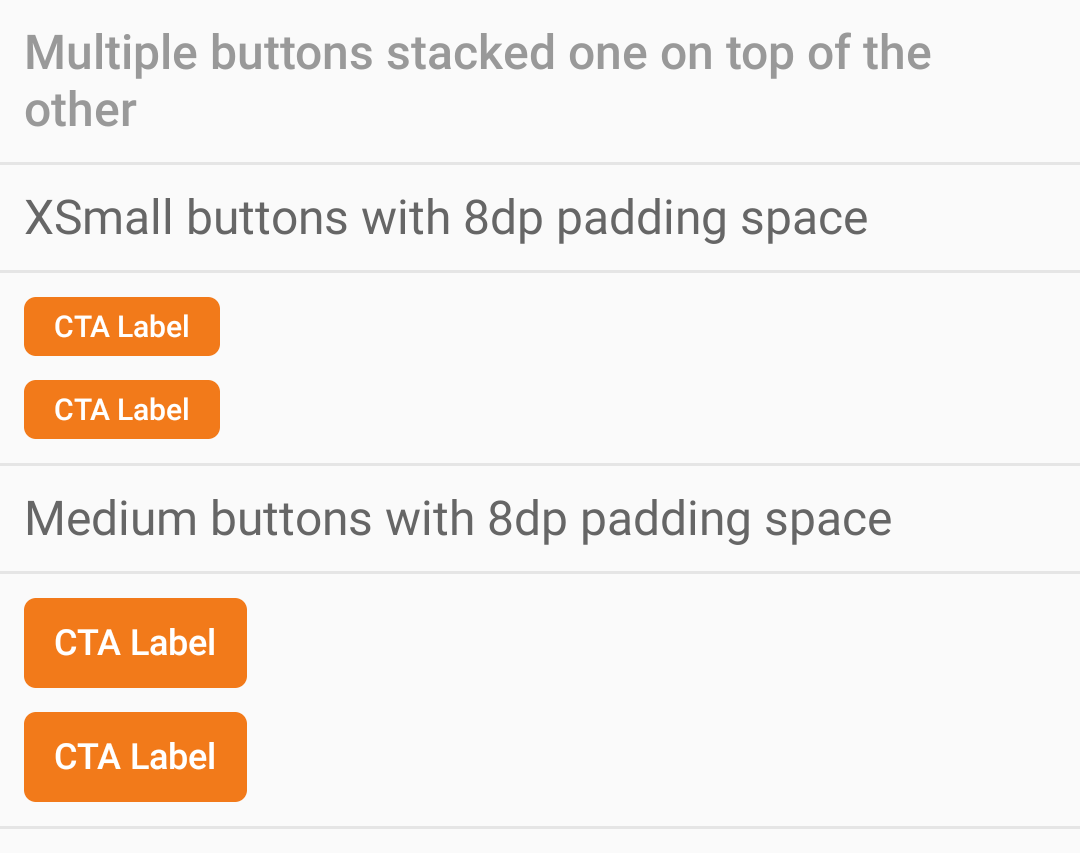 Multiple buttons stacked one on top of the
other
XSmall buttons with 8dp padding space
CTA Label
CTA Label
Medium buttons with 8dp padding space
CTA Label
CTA Label